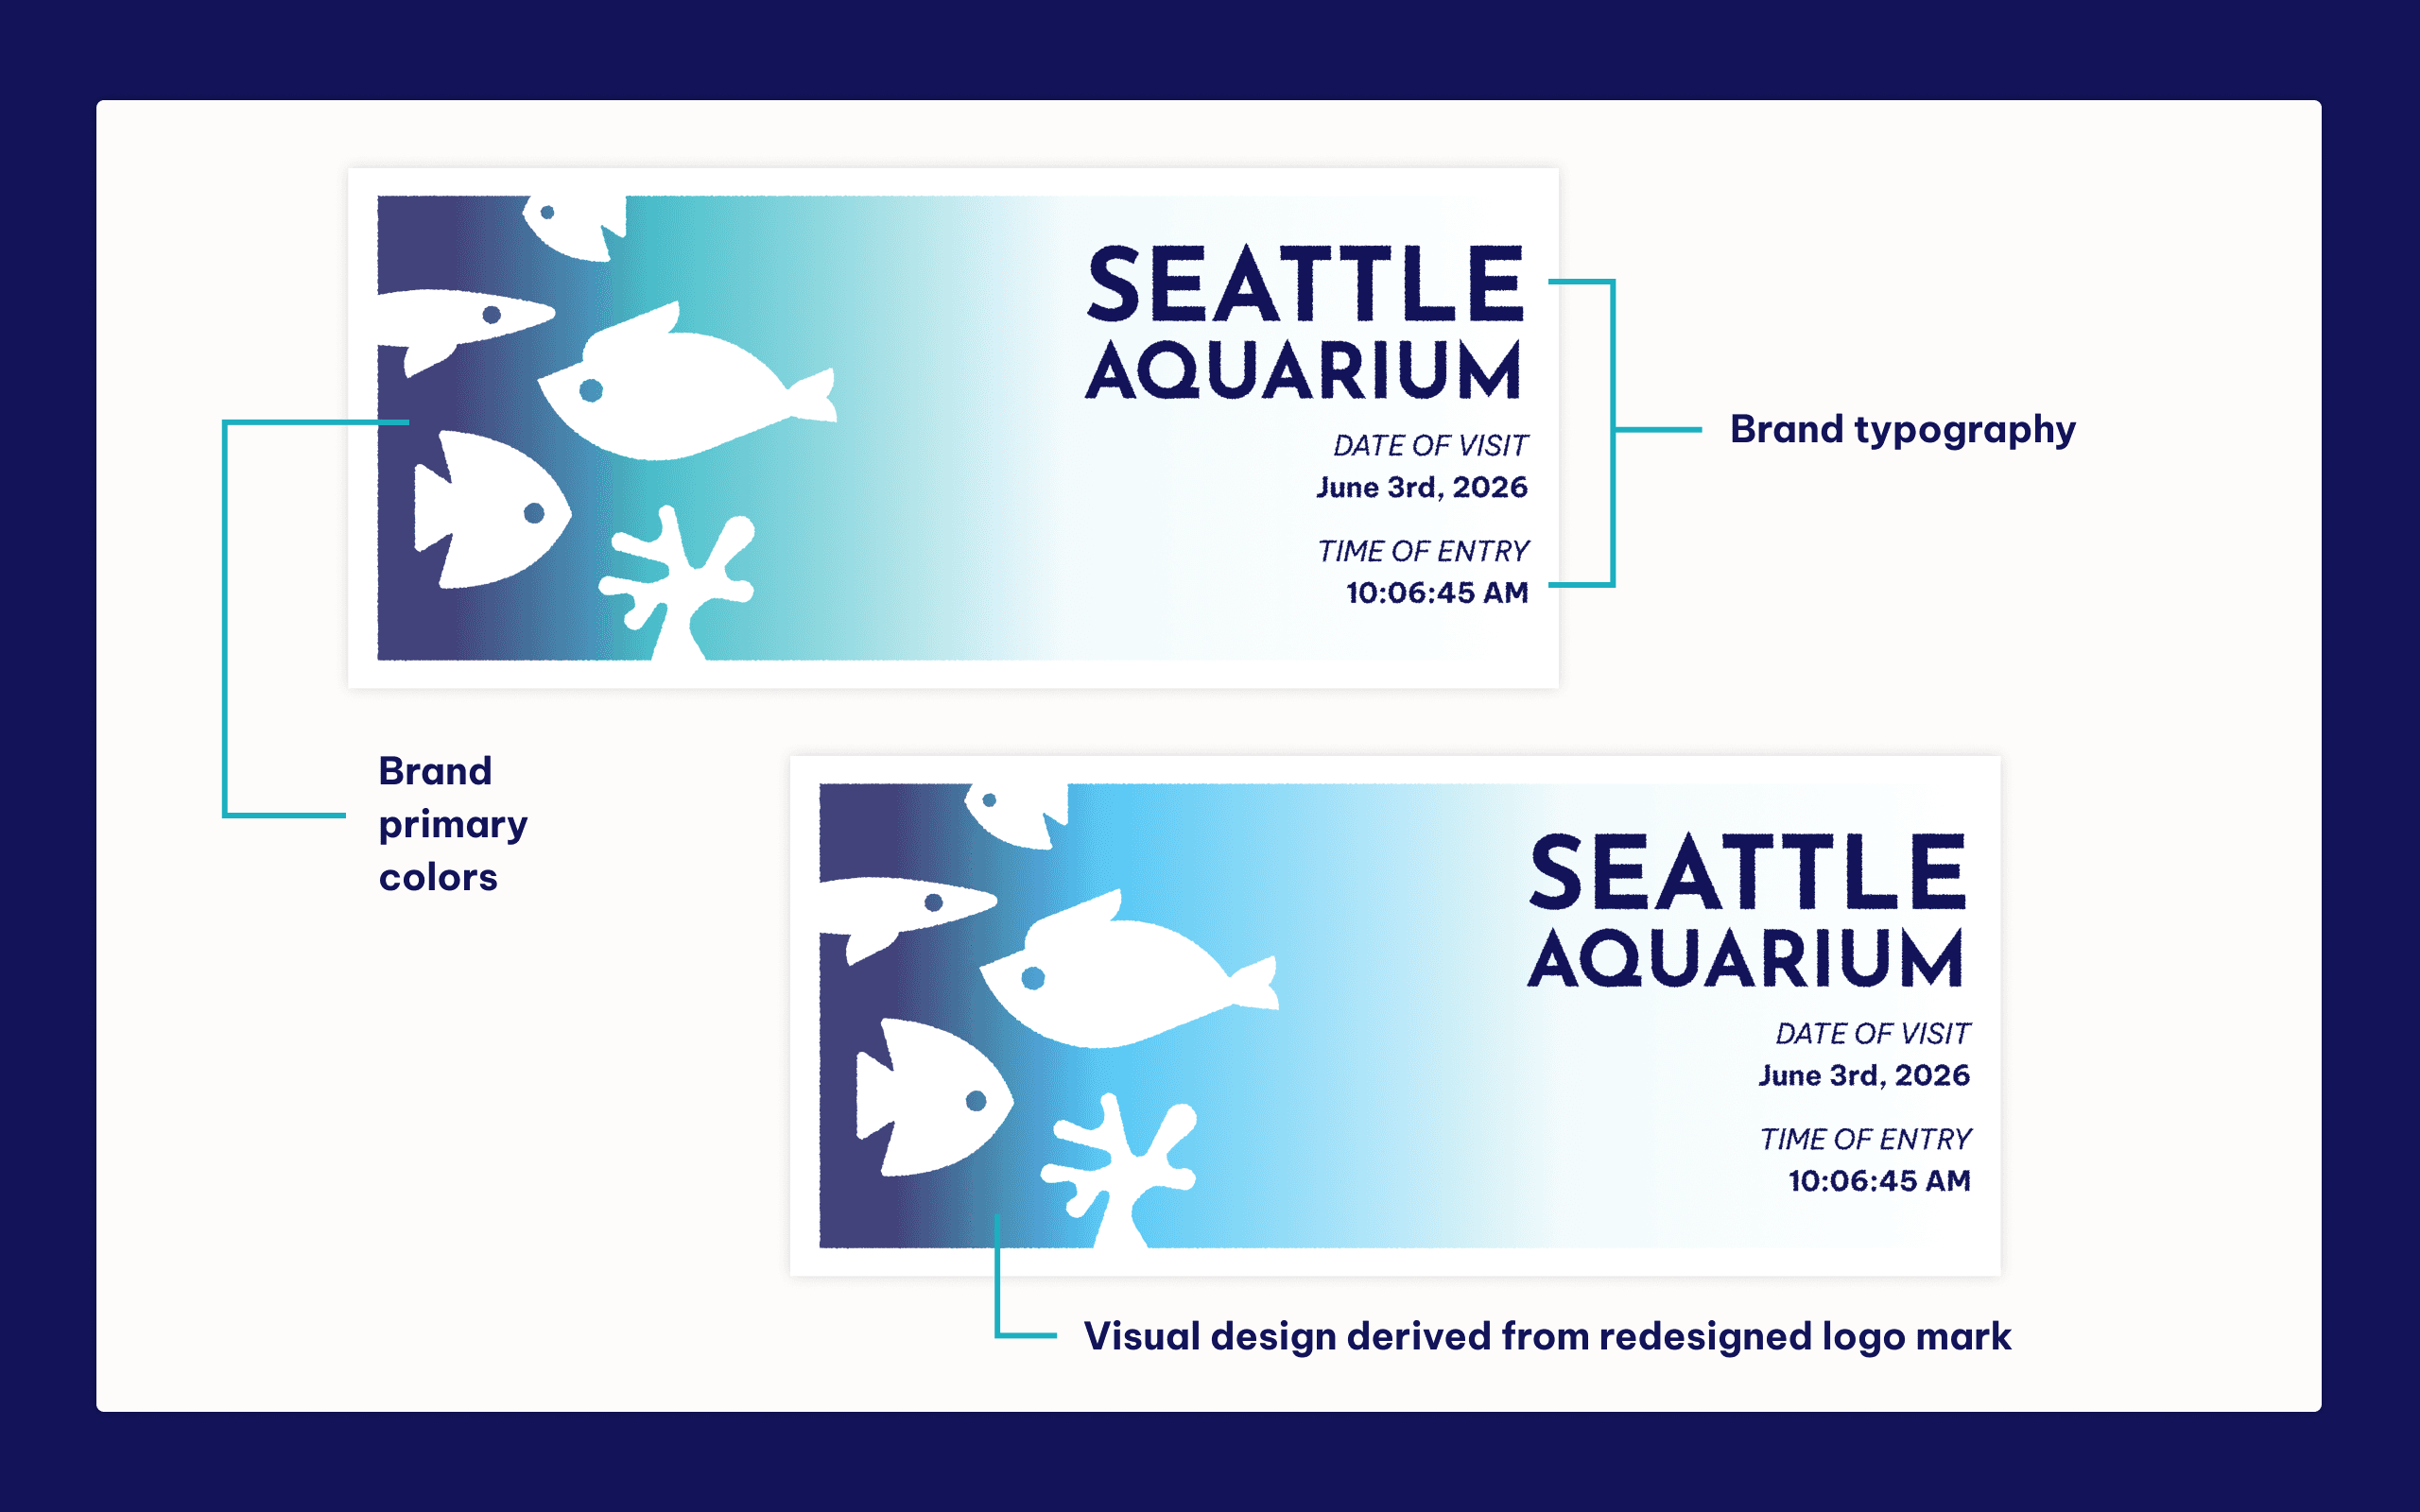 SEATTLE
AQUARIUM
DATE OF VISIT
June 3rd, 2026
TIME OF ENTRY
10:06:45 AM
Brand typography
Brand
primary
colors
SEATTLE
AQUARIUM
DATE OF VISIT
June 3rd, 2026
TIME OF ENTRY
10:06:45 AM
Visual design derived from redesigned logo mark